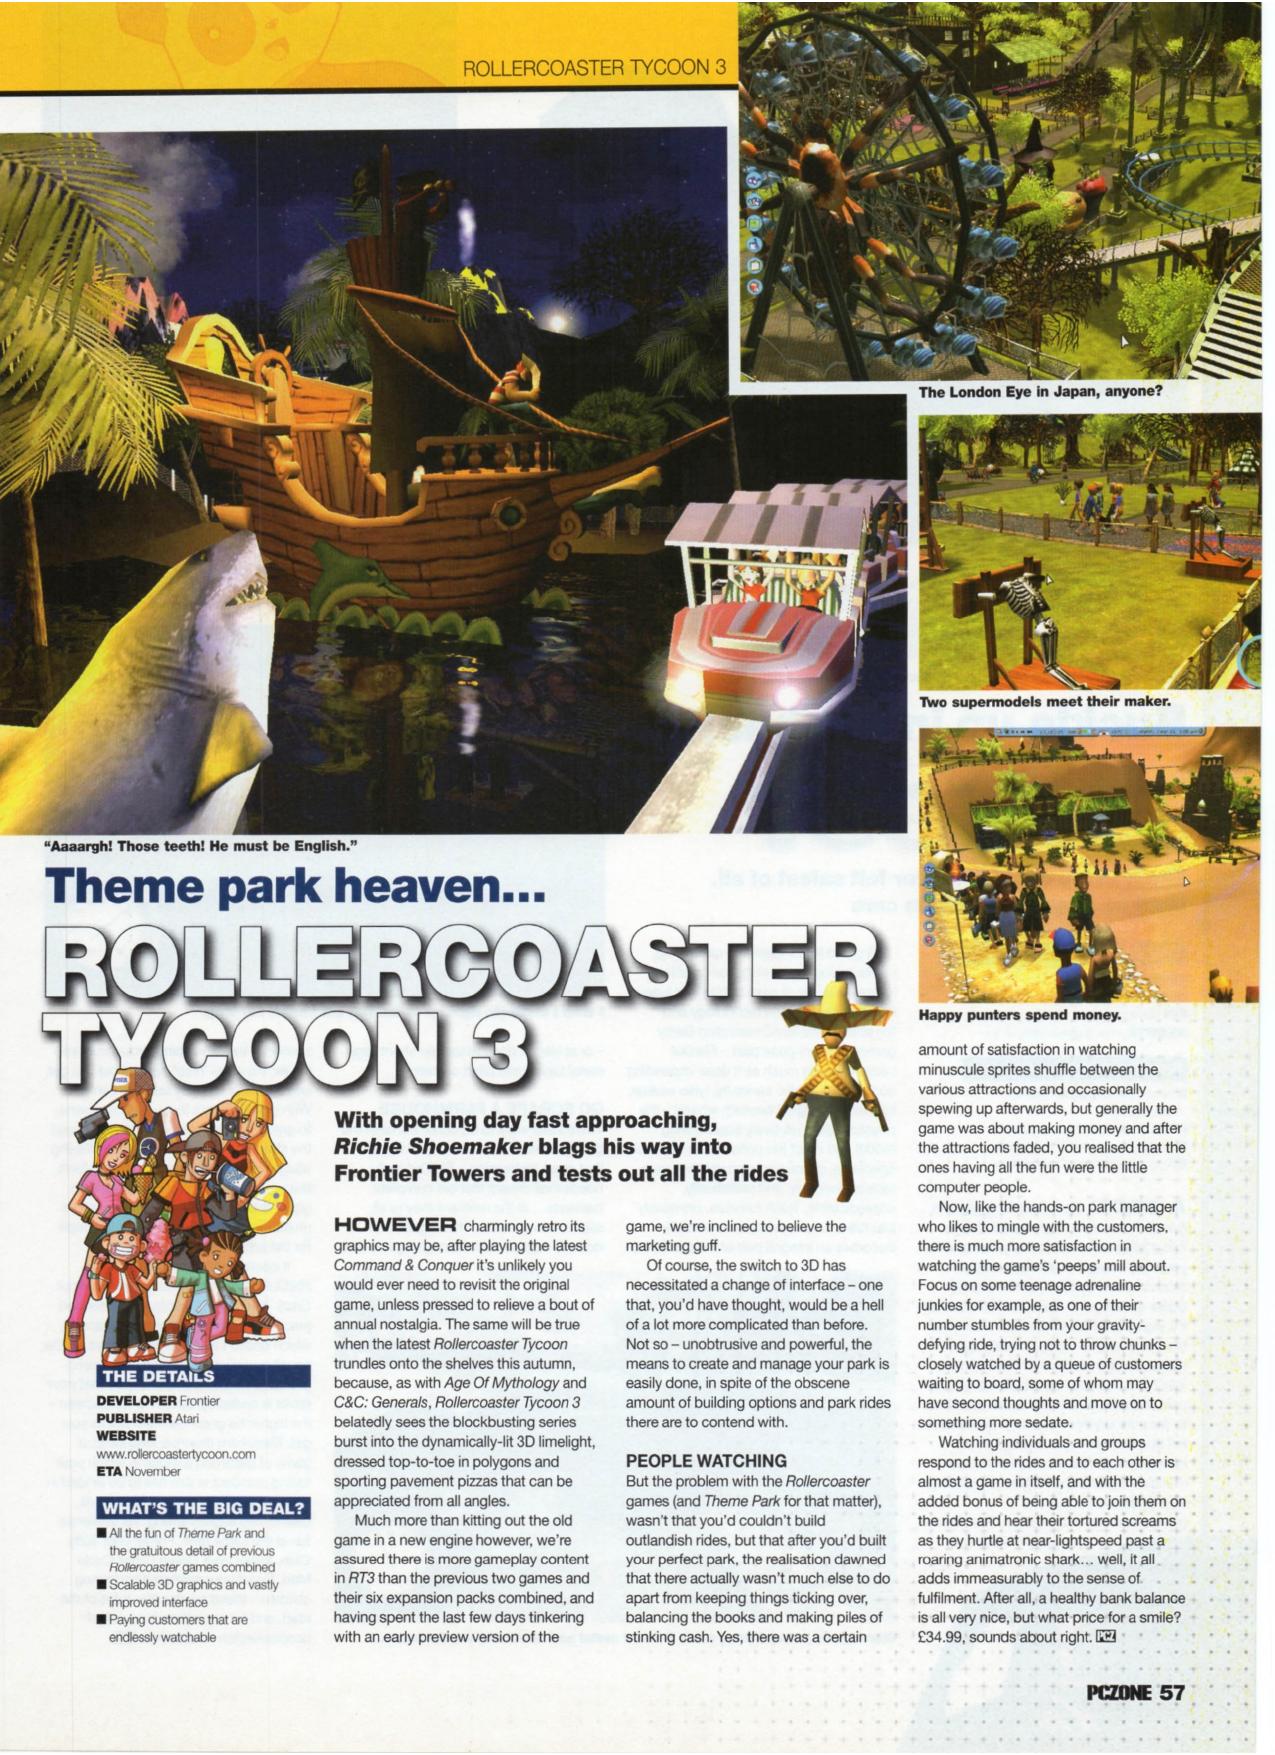 ROLLERCOASTER TYCOON 3
The London Eye in Japan, anyone?
Two supermodels meet their maker.
Happy punters spend money.
"Aaaargh! Those teeth! He must be English."
Theme park heaven...
ROLLERCOASTER
TYCOON 3
With opening day fast approaching,
Richie Shoemaker blags his way into
Frontier Towers and tests out all the rides
THE DETAILS
DEVELOPER Frontier
PUBLISHER Atari
WEBSITE
www.rollercoastertycoon.com
ETA November
WHAT'S THE BIG DEAL?
■ All the fun of Theme Park and
the gratuitous detail of previous
Rollercoaster games combined
■ Scalable 3D graphics and vastly
improved interface
■ Paying customers that are
endlessly watchable
HOWEVER charmingly retro its
graphics may be, after playing the latest
Command & Conquer it's unlikely you
would ever need to revisit the original
game, unless pressed to relieve a bout of
annual nostalgia. The same will be true
when the latest Rollercoaster Tycoon
trundles onto the shelves this autumn,
because, as with Age Of Mythology and
C&C: Generals, Rollercoaster Tycoon 3
belatedly sees the blockbusting series
burst into the dynamically-lit 3D limelight,
dressed top-to-toe in polygons and
sporting pavement pizzas that can be
appreciated from all angles.
Much more than kitting out the old
game in a new engine however, we're
assured there is more gameplay content
in RT3 than the previous two games and
their six expansion packs combined, and
having spent the last few days tinkering
with an early preview version of the
game, we're inclined to believe the
marketing guff.
Of course, the switch to 3D has
necessitated a change of interface – one
that, you'd have thought, would be a hell
of a lot more complicated than before.
Not so – unobtrusive and powerful, the
means to create and manage your park is
easily done, in spite of the obscene
amount of building options and park rides
there are to contend with.
PEOPLE WATCHING
But the problem with the Rollercoaster
games (and Theme Park for that matter),
wasn't that you'd couldn't build
outlandish rides, but that after you'd built
your perfect park, the realisation dawned
that there actually wasn't much else to do
apart from keeping things ticking over,
balancing the books and making piles of
stinking cash. Yes, there was a certain
amount of satisfaction in watching
minuscule sprites shuffle between the
various attractions and occasionally
spewing up afterwards, but generally the
game was about making money and after
the attractions faded, you realised that the
ones having all the fun were the little
computer people.
Now, like the hands-on park manager
who likes to mingle with the customers,
there is much more satisfaction in
watching the game's 'peeps' mill about.
Focus on some teenage adrenaline
junkies for example, as one of their
number stumbles from your gravity-
defying ride, trying not to throw chunks –
closely watched by a queue of customers
waiting to board, some of whom may
have second thoughts and move on to
something more sedate.
Watching individuals and groups
respond to the rides and to each other is
almost a game in itself, and with the
added bonus of being able to join them on
the rides and hear their tortured screams
as they hurtle at near-lightspeed past a
roaring animatronic shark... well, it all
adds immeasurably to the sense of
fulfilment. After all, a healthy bank balance
is all very nice, but what price for a smile?
£34.99, sounds about right. PCZ
PCZONE 57